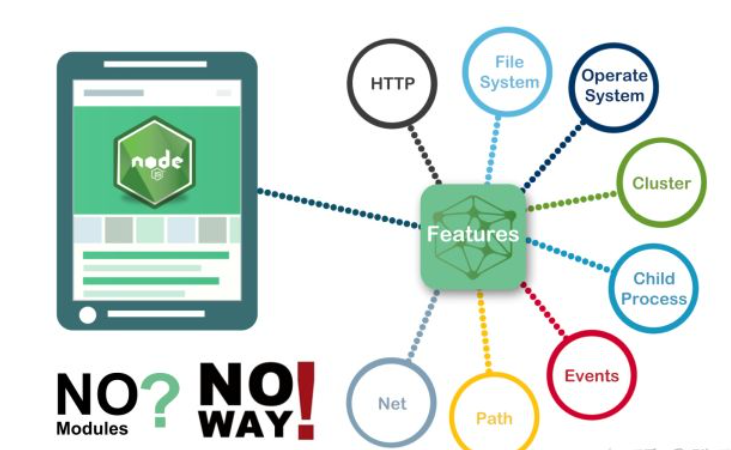 node
JS
HTTP
File
System
Operate
System
Cluster
Features
Child
Process
Events
Path
Net
NO?
Modules
NO
WAY!